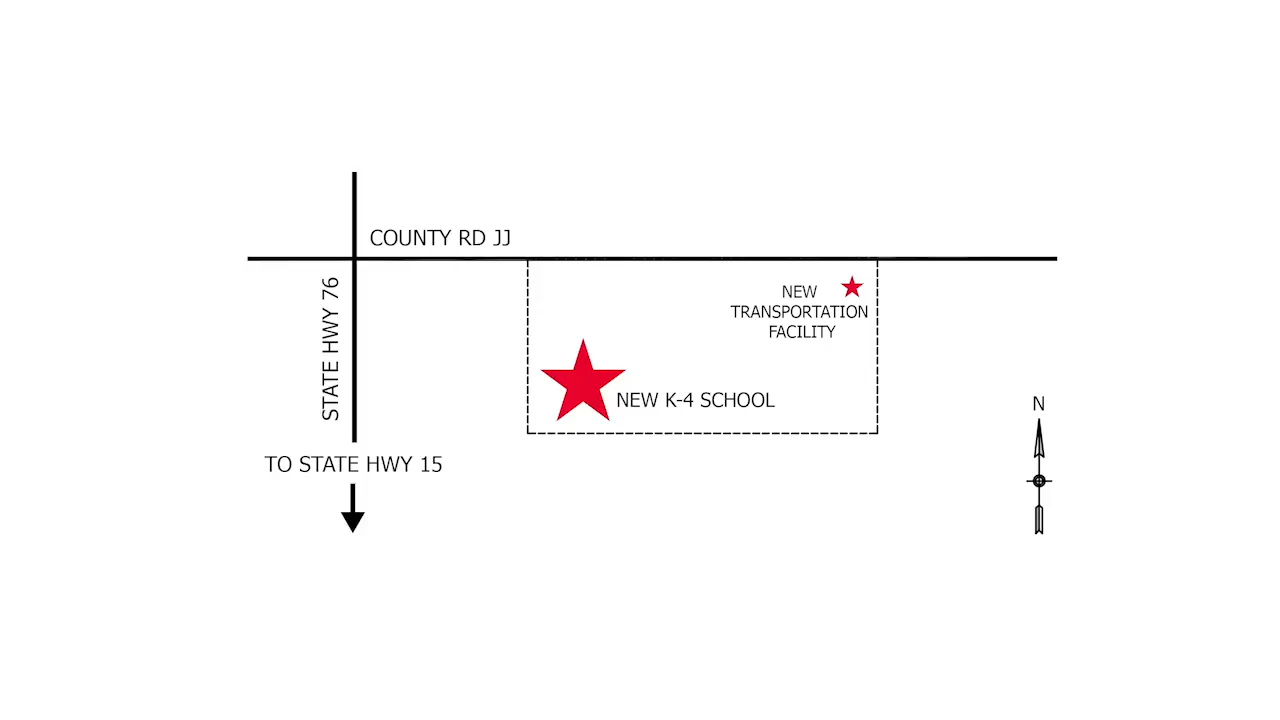 COUNTY RD JJ
STATE HWY 76
NEW
TRANSPORTATION
FACILITY
NEW K-4 SCHOOL
N
TO STATE HWY 15